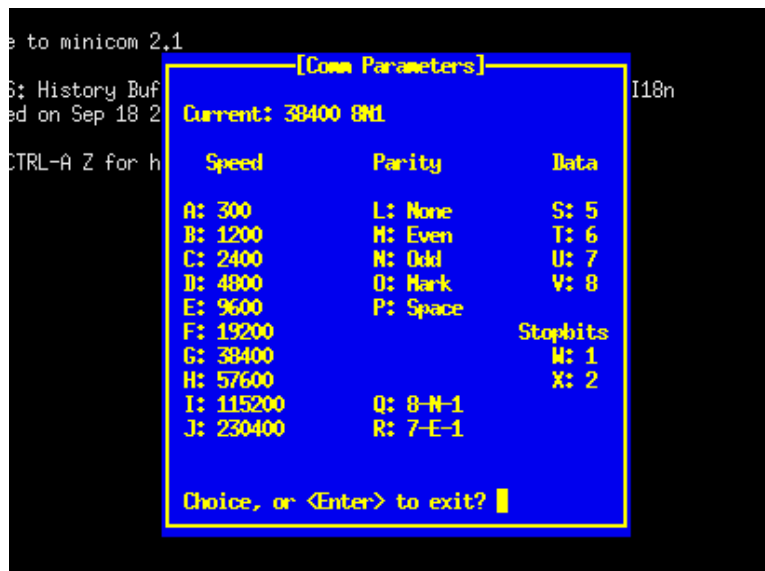 e to minicom 2.1
[Comm Parameters]
S: History Buf I18n
Current: 38400 8N1
ed on Sep 18 2
CTRL-A Z for h
Speed Parity Data
A: 300 L: None S: 5
B: 1200 M: Even T: 6
C: 2400 N: Odd U: 7
D: 4800 O: Mark V: 8
E: 9600 P: Space
F: 19200 Stopbits
G: 38400 W: 1
H: 57600 X: 2
I: 115200 Q: 8-N-1
J: 230400 R: 7-E-1
Choice, or <Enter> to exit?